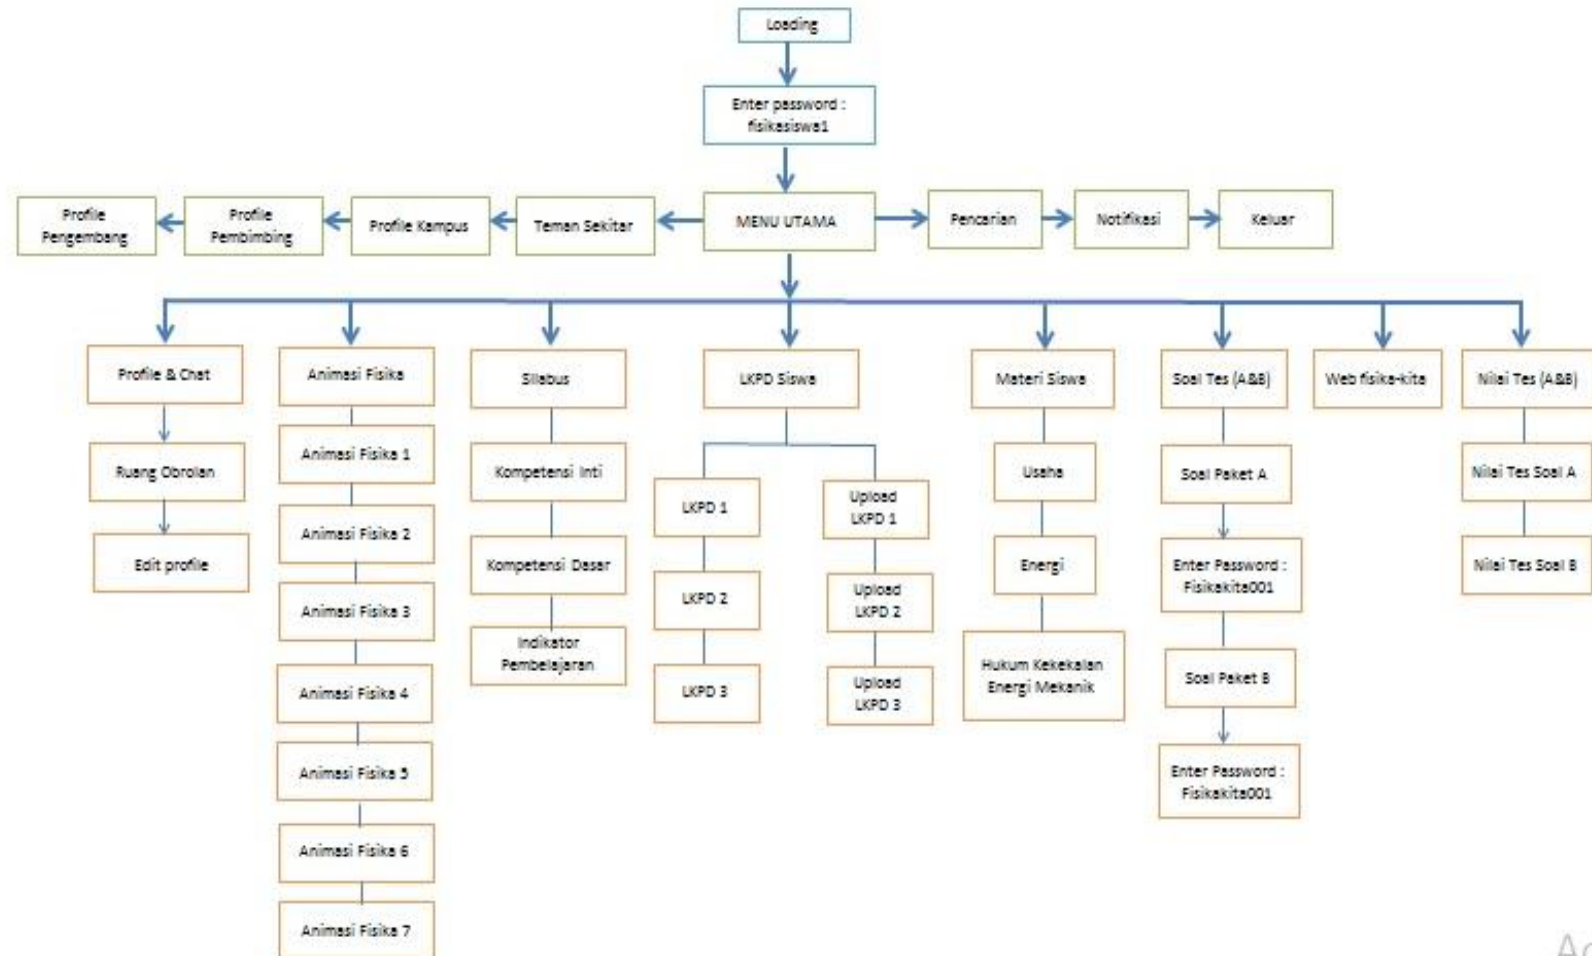 Loading
Enter password :
fisikasiswa1
Profile
Pengembang
Profile
Pembimbing
Profile Kampus
Teman Sekitar
MENU UTAMA
Pencarian
Notifikasi
Keluar
Profile & Chat
Ruang Obrolan
Edit profile
Animasi Fisika
Animasi Fisika 1
Animasi Fisika 2
Animasi Fisika 3
Animasi Fisika 4
Animasi Fisika 5
Animasi Fisika 6
Animasi Fisika 7
Silabus
Kompetensi Inti
Kompetensi Dasar
Indikator
Pembelajaran
LKPD Siswa
LKPD 1
LKPD 2
LKPD 3
Upload
LKPD 1
Upload
LKPD 2
Upload
LKPD 3
Materi Siswa
Usaha
Energi
Hukum Kekekalan
Energi Mekanik
Soal Tes (A&B)
Soal Paket A
Enter Password :
Fisikakita001
Soal Paket B
Enter Password :
Fisikakita001
Web fisika-kita
Nilai Tes (A&B)
Nilai Tes Soal A
Nilai Tes Soal B